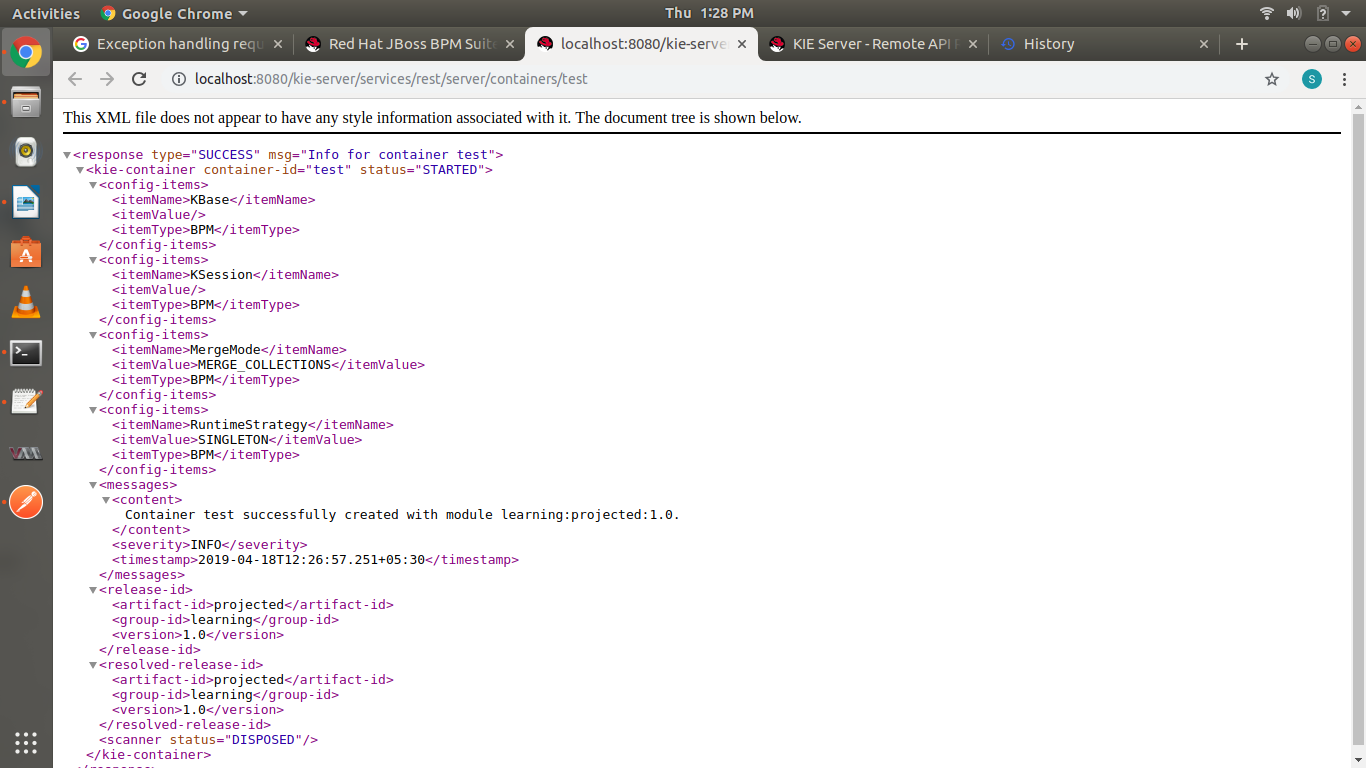 Activities Google Chrome Thu 1:28 PM
Exception handling requ Red Hat JBoss BPM Suite localhost:8080/kie-server KIE Server - Remote API History
localhost:8080/kie-server/services/rest/server/containers/test S
This XML file does not appear to have any style information associated with it. The document tree is shown below.
<response type="SUCCESS" msg="Info for container test">
<kie-container container-id="test" status="STARTED">
<config-items>
<itemName>KBase</itemName>
<itemValue/>
<itemType>BPM</itemType>
</config-items>
<config-items>
<itemName>KSession</itemName>
<itemValue/>
<itemType>BPM</itemType>
</config-items>
<config-items>
<itemName>MergeMode</itemName>
<itemValue>MERGE_COLLECTIONS</itemValue>
<itemType>BPM</itemType>
</config-items>
<config-items>
<itemName>RuntimeStrategy</itemName>
<itemValue>SINGLETON</itemValue>
<itemType>BPM</itemType>
</config-items>
<messages>
<content>
Container test successfully created with module learning:projected:1.0.
</content>
<severity>INFO</severity>
<timestamp>2019-04-18T12:26:57.251+05:30</timestamp>
</messages>
<release-id>
<artifact-id>projected</artifact-id>
<group-id>learning</group-id>
<version>1.0</version>
</release-id>
<resolved-release-id>
<artifact-id>projected</artifact-id>
<group-id>learning</group-id>
<version>1.0</version>
</resolved-release-id>
<scanner status="DISPOSED"/>
</kie-container>